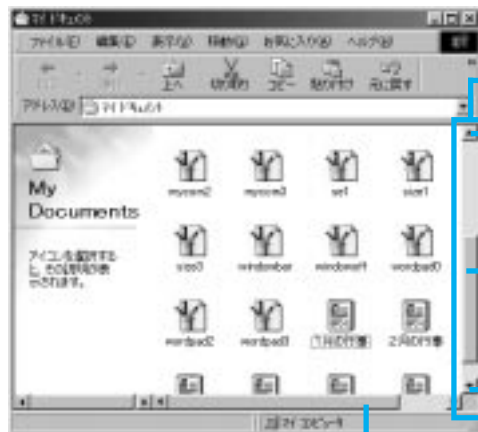 マイ ドキュメント
ファイル(F) 編集(E) 表示(V) 移動(G) お気に入り(A) ヘルプ(H)
上へ 切り取り コピー 貼り付け 元に戻す
アドレス(D) マイ ドキュメント
My
Documents
アイコンを選択する
と、その説明が表
示されます。
mycom2 mycom3 se1 size1
size3 windowbar windowsft wordpad0
wordpad2 wordpad3 1月の行事 2月の行事
マイ コンピュータ